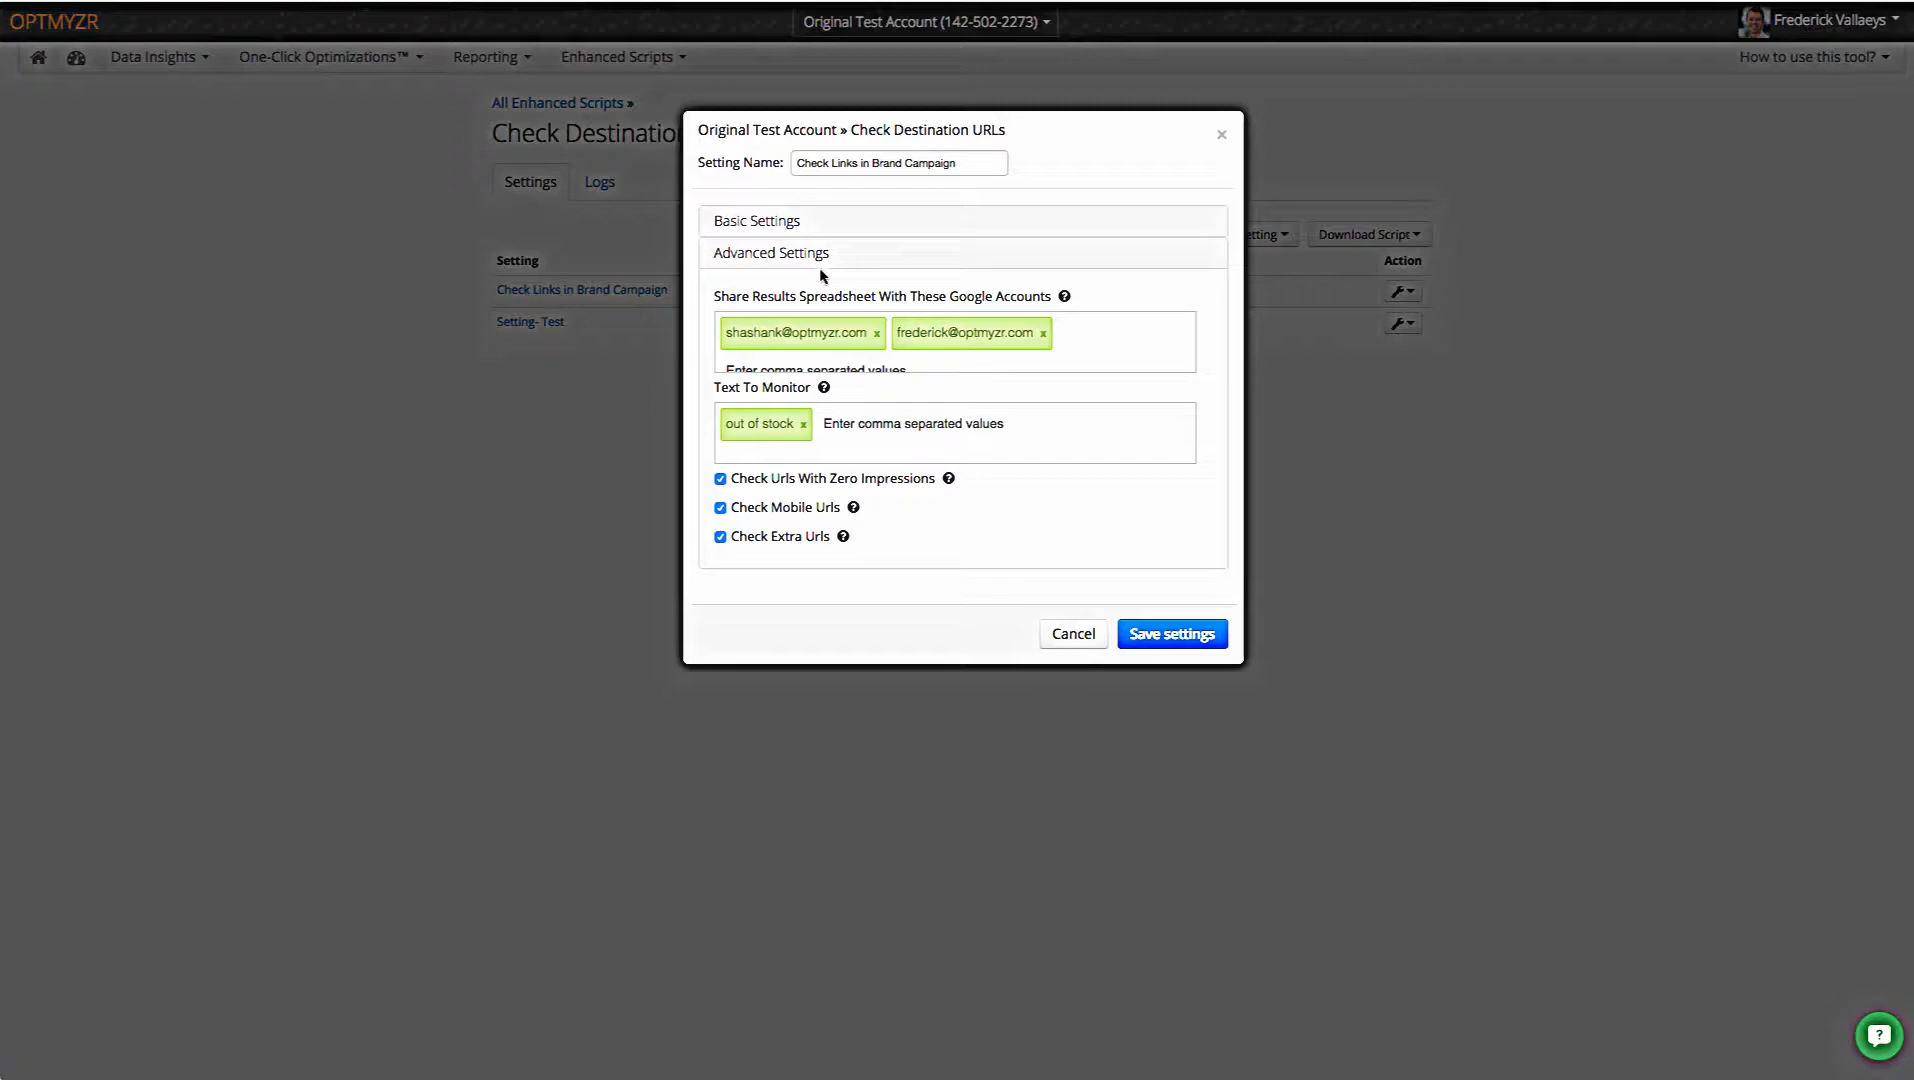 OPTMYZR
Original Test Account (142-502-2273)
Frederick Vallaeys
Data Insights
One-Click Optimizations™
Reporting
Enhanced Scripts
How to use this tool?
All Enhanced Scripts »
Check Destinatio
Settings
Logs
etting
Download Script
Setting
Action
Check Links in Brand Campaign
Setting- Test
Original Test Account » Check Destination URLs
×
Setting Name: Check Links in Brand Campaign
Basic Settings
Advanced Settings
Share Results Spreadsheet With These Google Accounts ?
shashank@optmyzr.com x frederick@optmyzr.com x
Enter comma separated values
Text To Monitor ?
out of stock x Enter comma separated values
Check Urls With Zero Impressions ?
Check Mobile Urls ?
Check Extra Urls ?
Cancel
Save settings
?